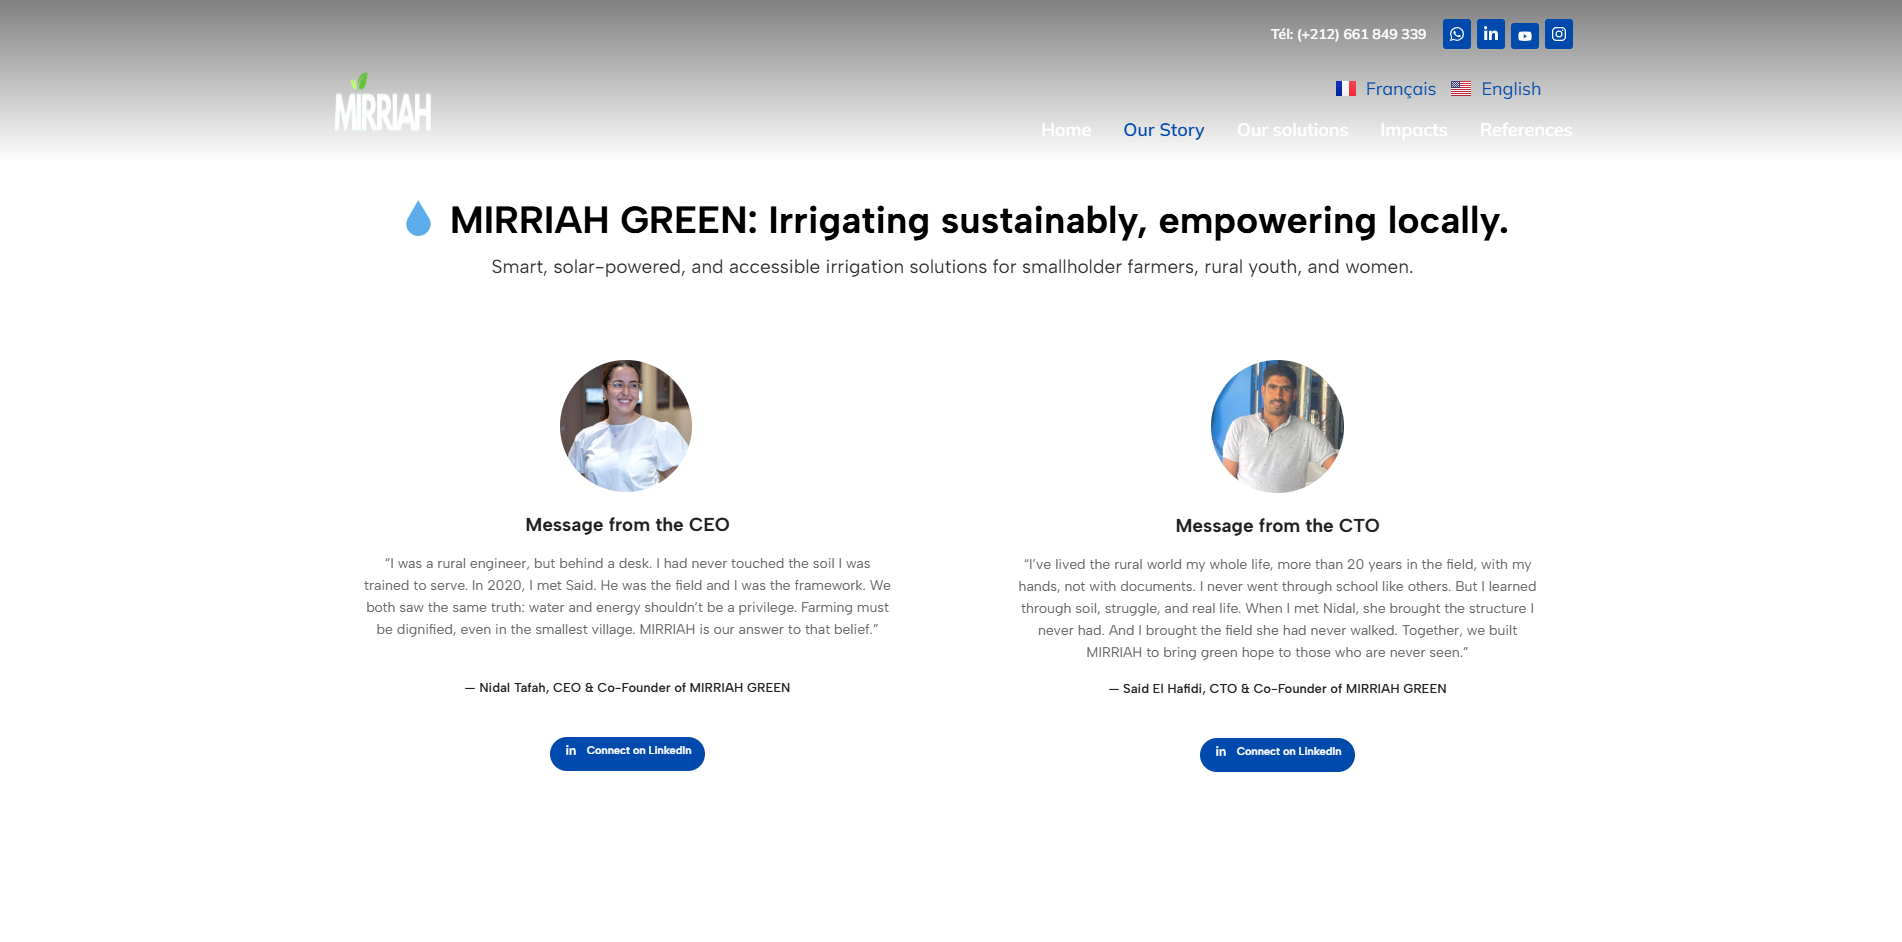 Tél: (+212) 661 849 339
MIRRIAH
Français English
Home Our Story Our solutions Impacts References
MIRRIAH GREEN: Irrigating sustainably, empowering locally.
Smart, solar-powered, and accessible irrigation solutions for smallholder farmers, rural youth, and women.
Message from the CEO
“I was a rural engineer, but behind a desk. I had never touched the soil I was
trained to serve. In 2020, I met Said. He was the field and I was the framework. We
both saw the same truth: water and energy shouldn’t be a privilege. Farming must
be dignified, even in the smallest village. MIRRIAH is our answer to that belief.”
— Nidal Tafah, CEO & Co-Founder of MIRRIAH GREEN
in Connect on LinkedIn
Message from the CTO
“I’ve lived the rural world my whole life, more than 20 years in the field, with my
hands, not with documents. I never went through school like others. But I learned
through soil, struggle, and real life. When I met Nidal, she brought the structure I
never had. And I brought the field she had never walked. Together, we built
MIRRIAH to bring green hope to those who are never seen.”
— Said El Hafidi, CTO & Co-Founder of MIRRIAH GREEN
in Connect on LinkedIn